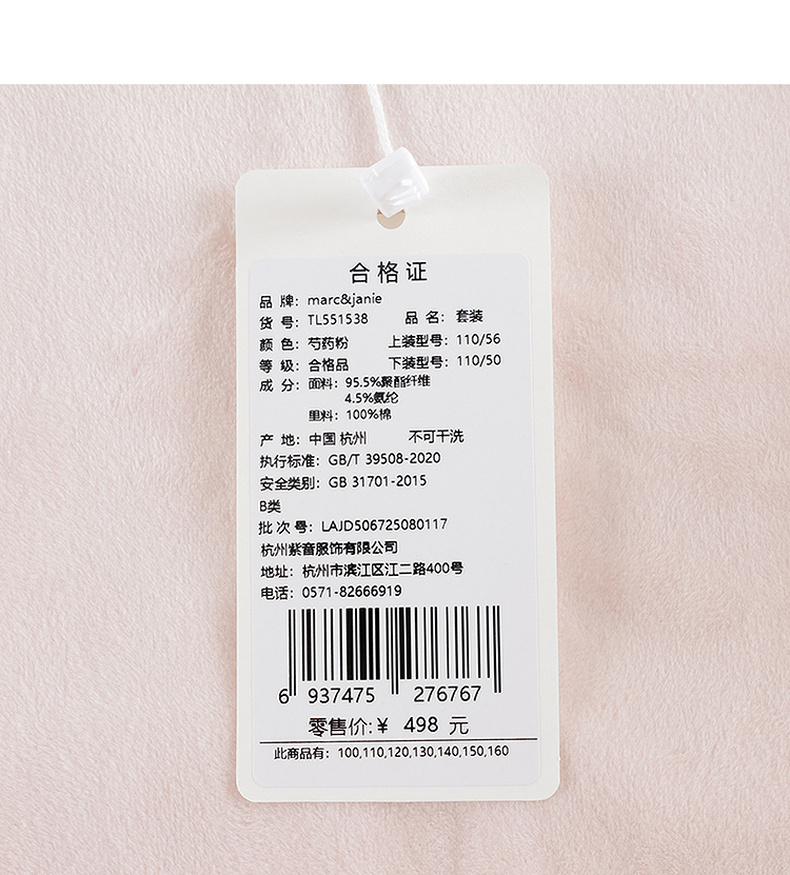 合格证
品 牌：marc&janie
货 号：TL551538 品 名：套装
颜 色：芍药粉 上装型号：110/56
等 级：合格品 下装型号：110/50
成 分：面料：95.5%聚酯纤维
4.5%氨纶
里料：100%棉
产 地：中国 杭州 不可干洗
执行标准：GB/T 39508-2020
安全类别：GB 31701-2015
B类
批 次 号：LAJD506725080117
杭州紫音服饰有限公司
地址：杭州市滨江区江二路400号
电话：0571-82666919
6 937475 276767
零售价:¥ 498 元
此商品有：100,110,120,130,140,150,160